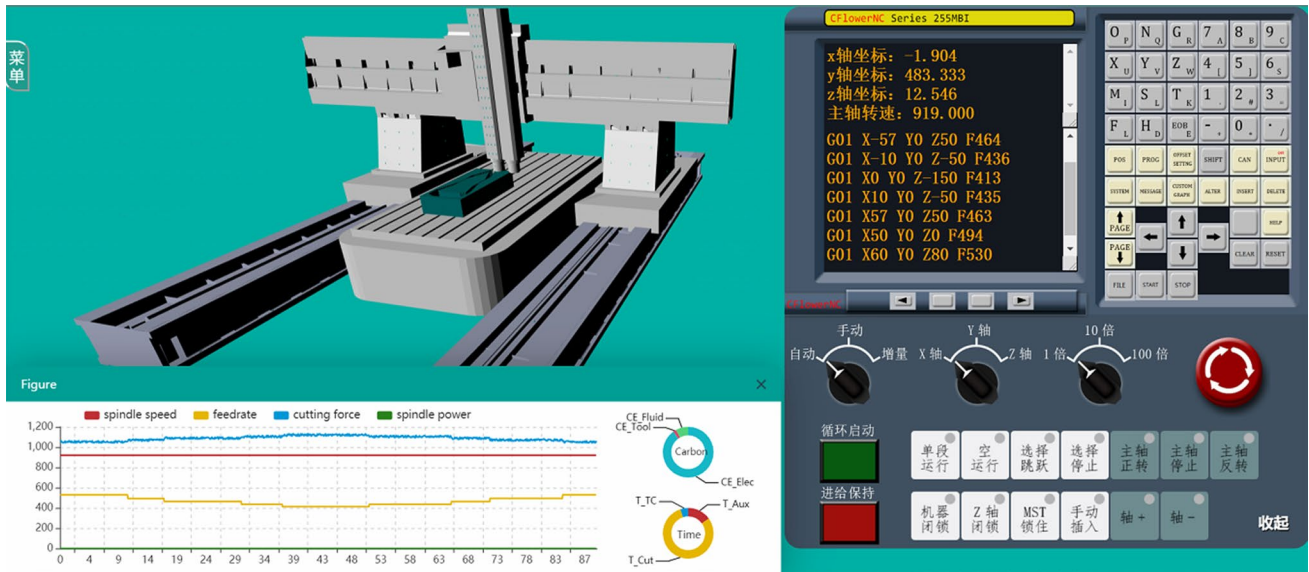 菜单
CFlowerNC Series 255MBI
x轴坐标: -1.904
y轴坐标: 483.333
z轴坐标: 12.546
主轴转速: 919.000
G01 X-57 Y0 Z50 F464
G01 X-10 Y0 Z-50 F436
G01 X0 Y0 Z-150 F413
G01 X10 Y0 Z-50 F435
G01 X57 Y0 Z50 F463
G01 X50 Y0 Z0 F494
G01 X60 Y0 Z80 F530
CFlowerNC
O P N Q G R 7 A 8 B 9 C
X U Y V Z W 4 [ 5 ] 6 S
M I S L T K 1 , 2 # 3 =
F L H D EOB E - + 0 * . /
POS PROG OFFSET SETTNG SHIFT CAN INPUT
SYSTEM MESSAGE CUSTOM GRAPH ALTER INSERT DELETE
PAGE HELP
PAGE CLEAR RESET
FILE START STOP
自动 手动 增量
X 轴 Y 轴 Z 轴
1 倍 10 倍 100 倍
循环启动
单段运行 空运行 选择跳跃 选择停止 主轴正转 主轴停止 主轴反转
进给保持
机器闭锁 Z 轴闭锁 MST锁住 手动插入 轴 + 轴 -
收起
Figure ×
spindle speed feedrate cutting force spindle power
1,200
1,000
800
600
400
200
0
0 4 9 14 19 24 29 34 39 43 48 53 58 63 68 73 78 83 87
CE_Fluid
CE_Tool
Carbon
CE_Elec
T_TC
T_Aux
Time
T_Cut